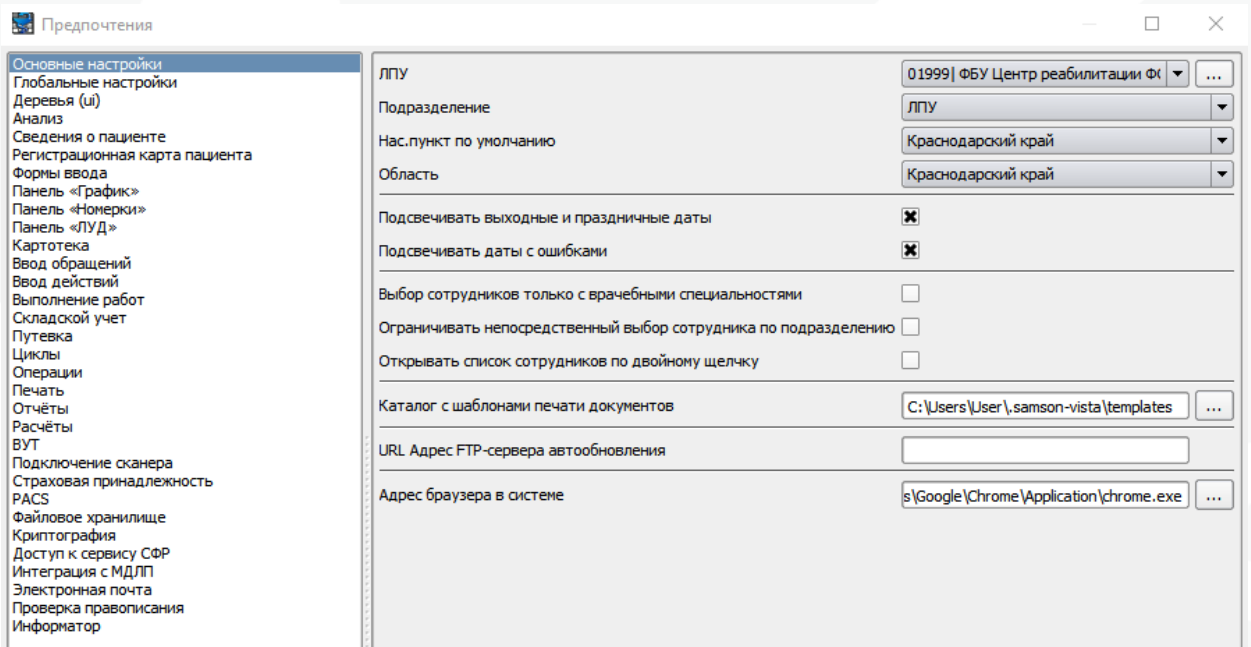 Предпочтения
Основные настройки
Глобальные настройки
Деревья (ui)
Анализ
Сведения о пациенте
Регистрационная карта пациента
Формы ввода
Панель «График»
Панель «Номерки»
Панель «ЛУД»
Картотека
Ввод обращений
Ввод действий
Выполнение работ
Складской учет
Путевка
Циклы
Операции
Печать
Отчёты
Расчёты
ВУТ
Подключение сканера
Страховая принадлежность
PACS
Файловое хранилище
Криптография
Доступ к сервису СФР
Интеграция с МДЛП
Электронная почта
Проверка правописания
Информатор
ЛПУ 01999| ФБУ Центр реабилитации ФО ...
Подразделение ЛПУ
Нас.пункт по умолчанию Краснодарский край
Область Краснодарский край
Подсвечивать выходные и праздничные даты
Подсвечивать даты с ошибками
Выбор сотрудников только с врачебными специальностями
Ограничивать непосредственный выбор сотрудника по подразделению
Открывать список сотрудников по двойному щелчку
Каталог с шаблонами печати документов C:\Users\User\.samson-vista\templates ...
URL Адрес FTP-сервера автообновления
Адрес браузера в системе s\Google\Chrome\Application\chrome.exe ...